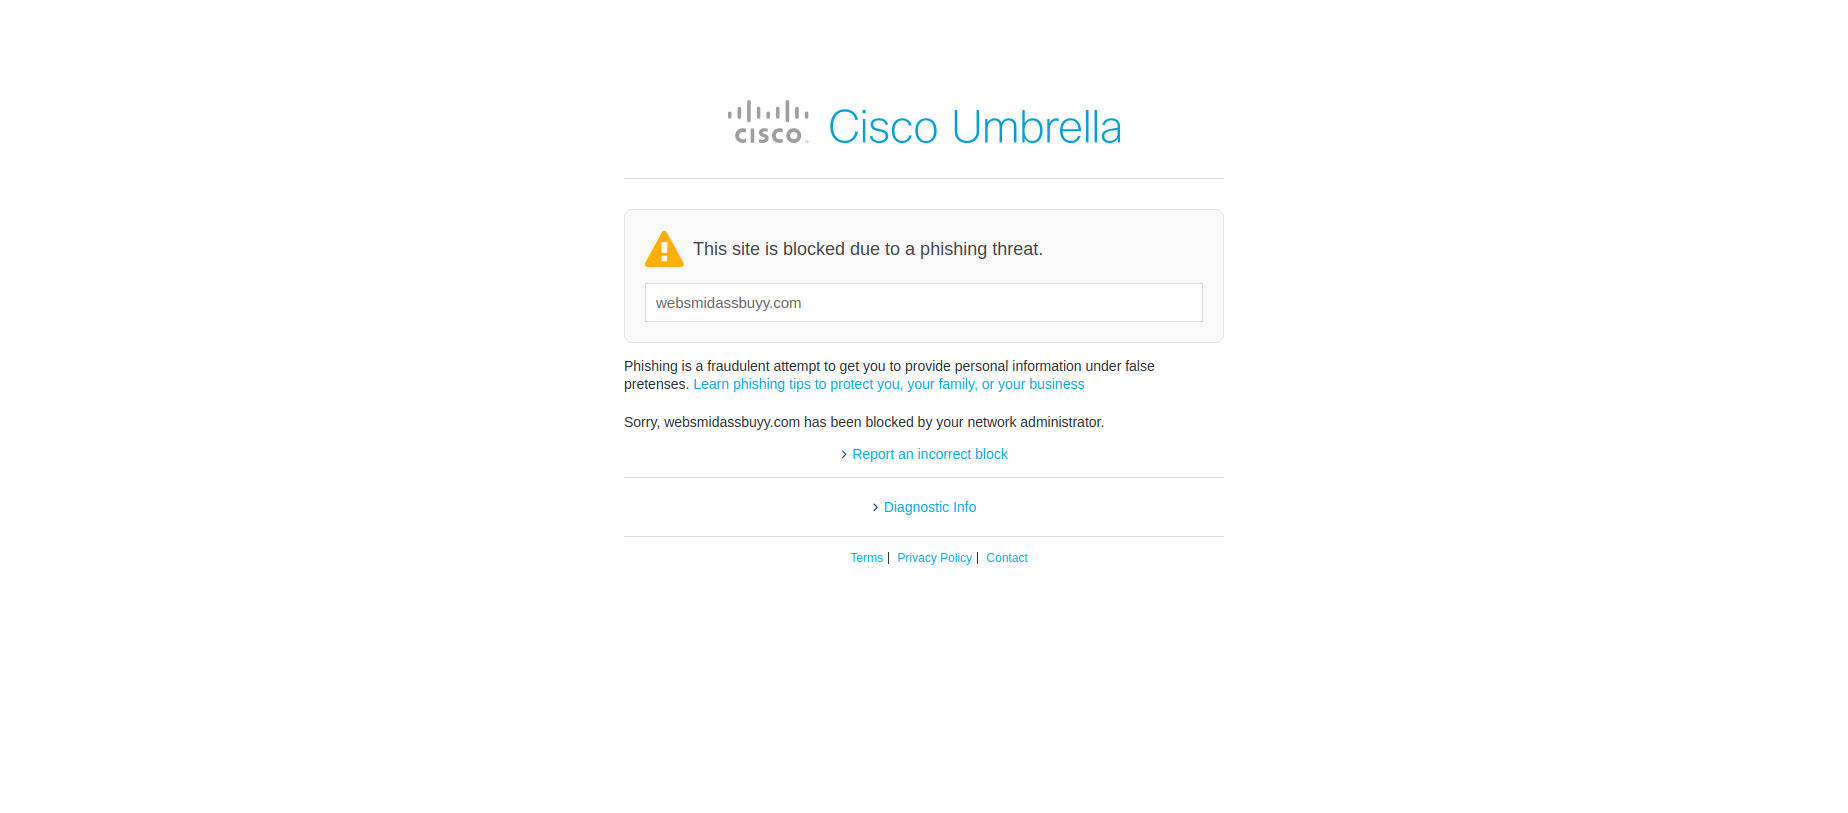 cisco Cisco Umbrella
This site is blocked due to a phishing threat.
websmidassbuyy.com
Phishing is a fraudulent attempt to get you to provide personal information under false
pretenses. Learn phishing tips to protect you, your family, or your business
Sorry, websmidassbuyy.com has been blocked by your network administrator.
Report an incorrect block
Diagnostic Info
Terms | Privacy Policy | Contact